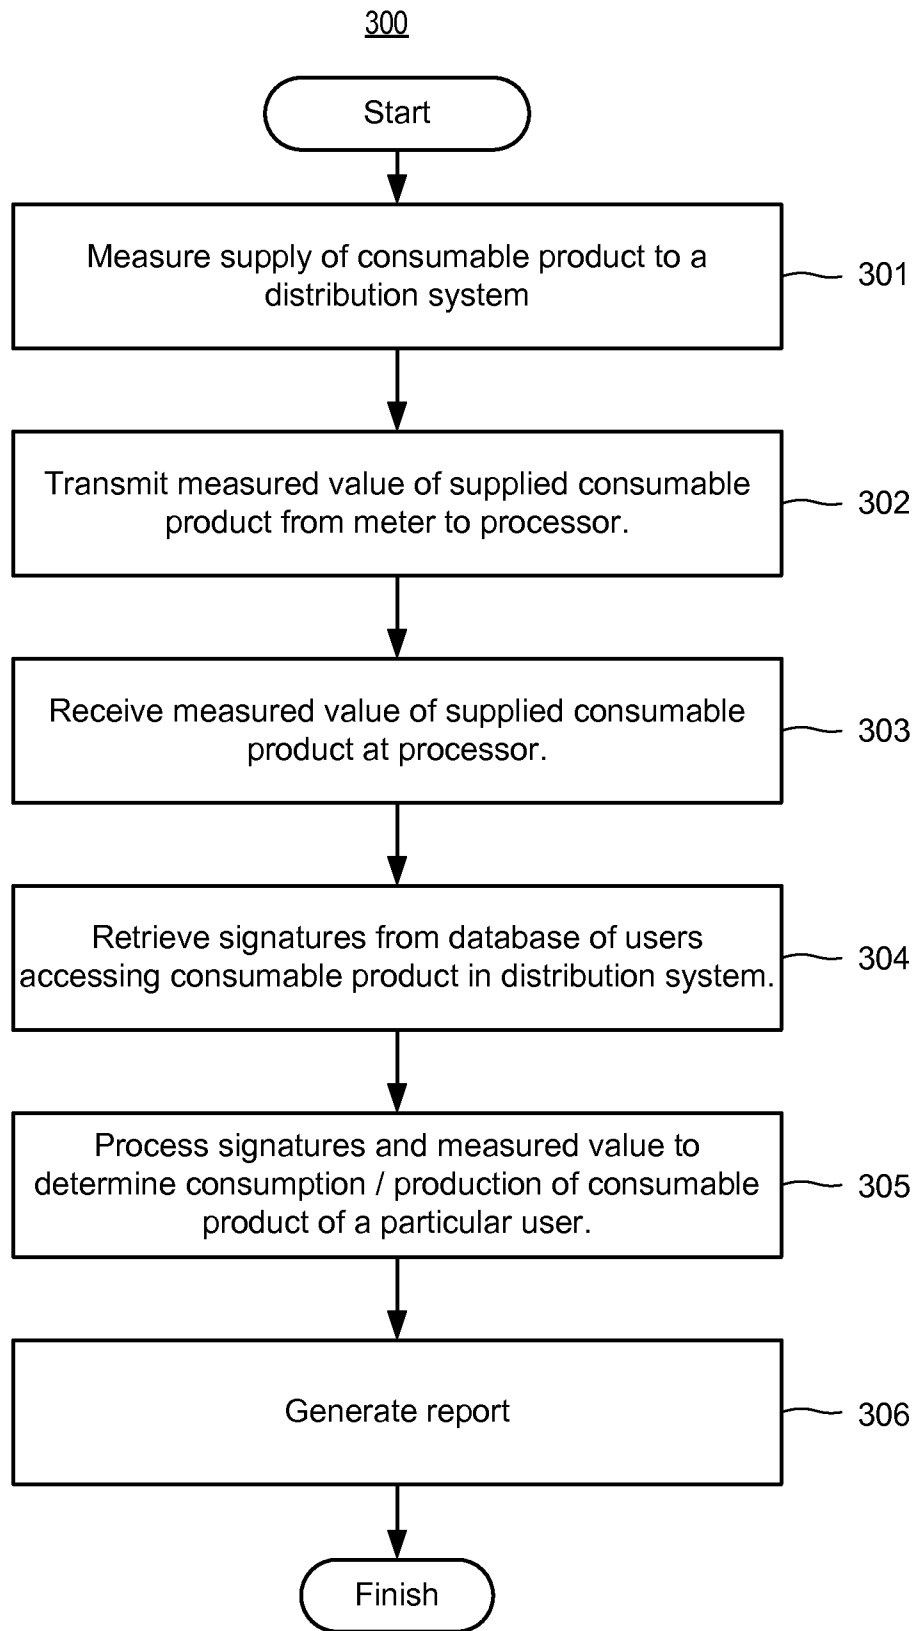 300
Start
Measure supply of consumable product to a
distribution system
301
Transmit measured value of supplied consumable
product from meter to processor.
302
Receive measured value of supplied consumable
product at processor.
303
Retrieve signatures from database of users
accessing consumable product in distribution system.
304
Process signatures and measured value to
determine consumption / production of consumable
product of a particular user.
305
Generate report
306
Finish